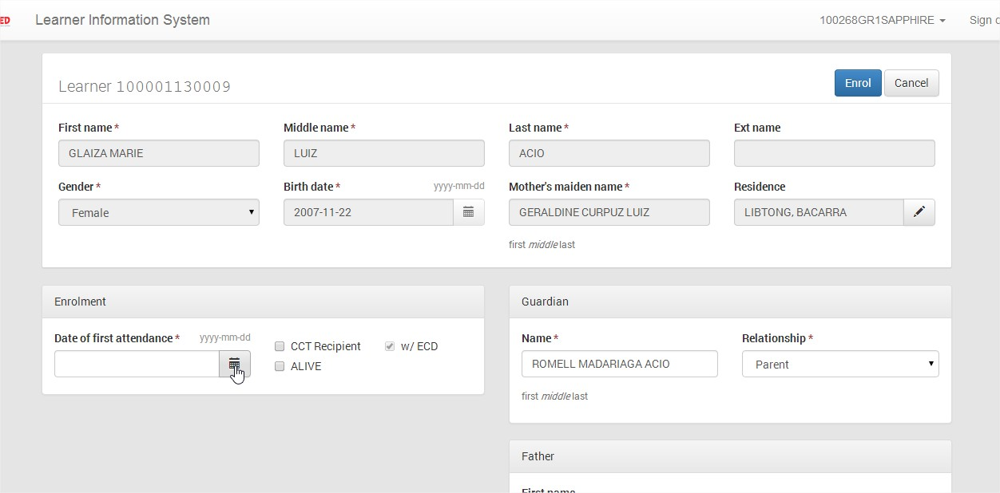 ED
Learner Information System
100268GR1SAPPHIRE
Sign
Learner 100001130009
Enrol
Cancel
First name *
Middle name *
Last name *
Ext name
GLAIZA MARIE
LUIZ
ACIO
Gender *
Birth date *
yyyy-mm-dd
Mother's maiden name *
Residence
Female
2007-11-22
GERALDINE CURPUZ LUIZ
LIBTONG, BACARRA
first middle last
Enrolment
Guardian
Date of first attendance *
yyyy-mm-dd
CCT Recipient
w/ ECD
ALIVE
Name *
Relationship *
ROMELL MADARIAGA ACIO
Parent
first middle last
Father
First name